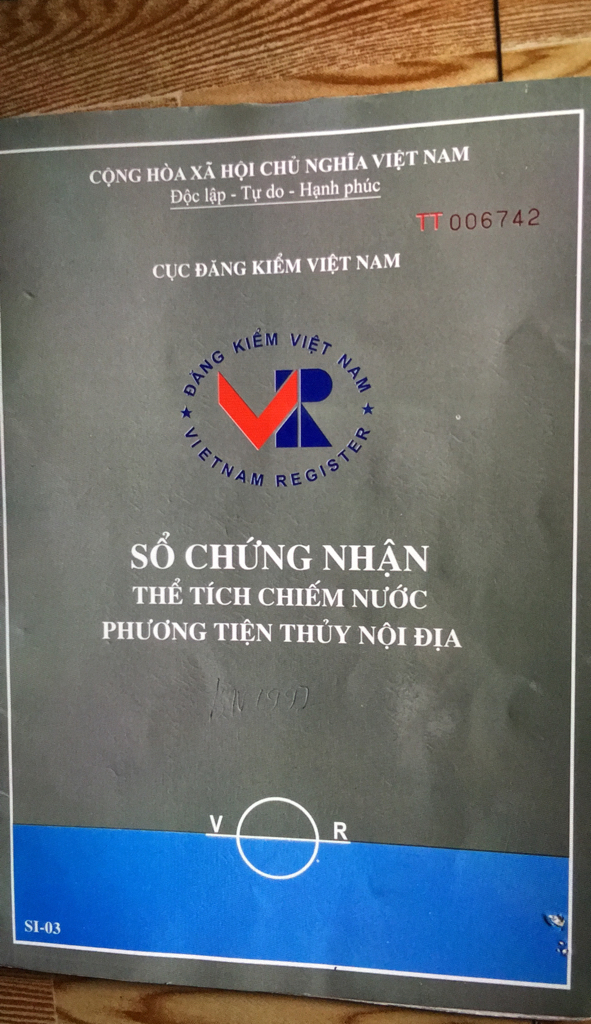 CỘNG HÒA XÃ HỘI CHỦ NGHĨA VIỆT NAM
Độc lập - Tự do - Hạnh phúc
TT 006742
CỤC ĐĂNG KIỂM VIỆT NAM
★ ĐĂNG KIỂM VIỆT NAM ★
VR
VIETNAM REGISTER
SỔ CHỨNG NHẬN
THỂ TÍCH CHIẾM NƯỚC
PHƯƠNG TIỆN THỦY NỘI ĐỊA
V R
SI-03